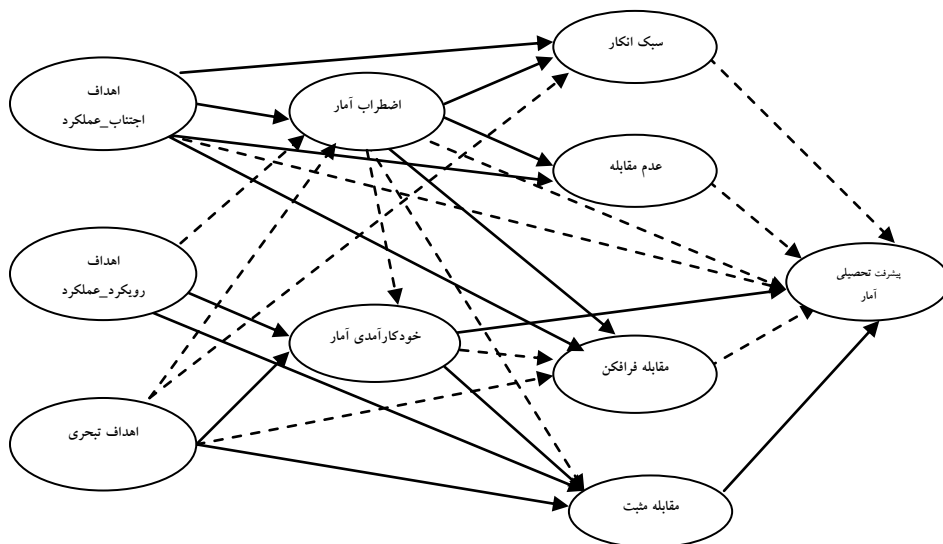 سبک انکار
اهداف
اجتناب_عملکرد
اضطراب آمار
عدم مقابله
اهداف
رویکرد_عملکرد
پیشرفت تحصیلی
آمار
خودکارآمدی آمار
مقابله فرافکن
اهداف تبحری
مقابله مثبت